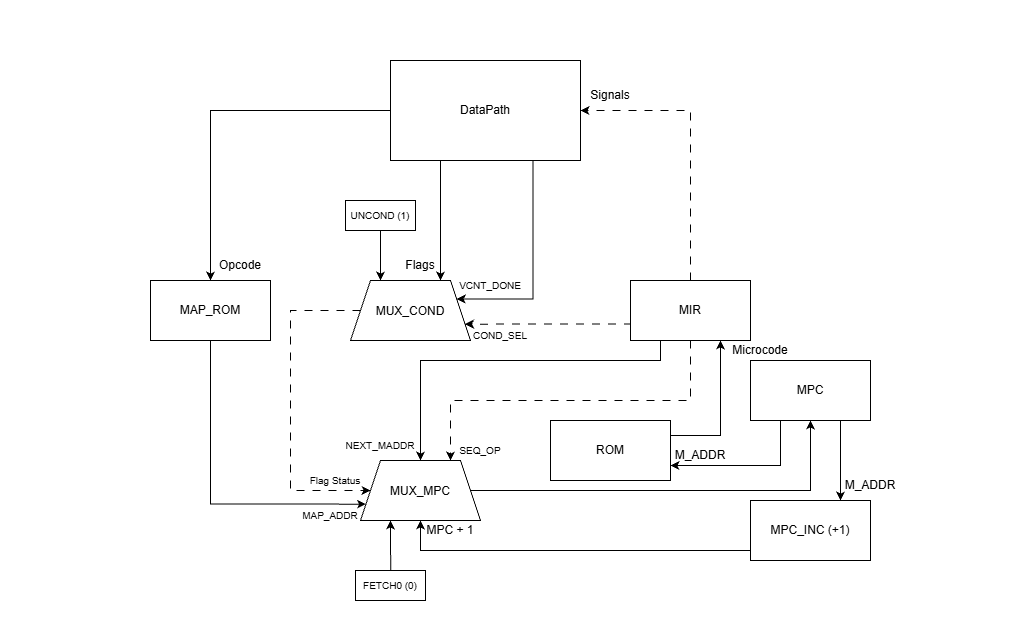 Signals
DataPath
UNCOND (1)
Opcode
Flags
VCNT_DONE
MAP_ROM
MUX_COND
MIR
COND_SEL
Microcode
MPC
NEXT_MADDR
SEQ_OP
ROM
M_ADDR
Flag Status
MUX_MPC
M_ADDR
MAP_ADDR
MPC + 1
MPC_INC (+1)
FETCH0 (0)